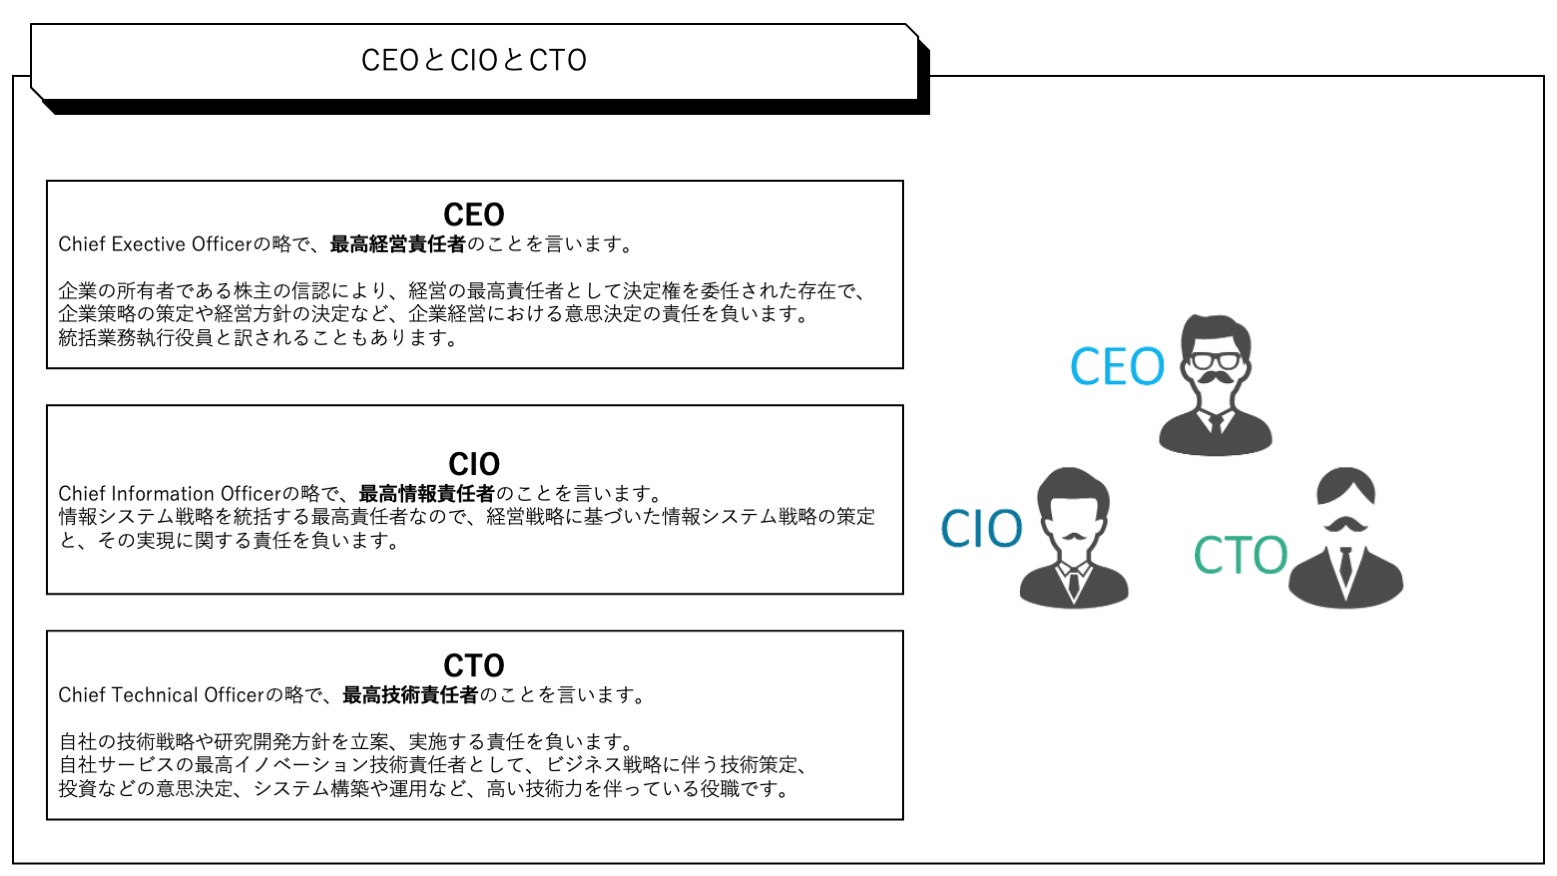 CEOとCIOとCTO
CEO
Chief Exective Officerの略で、最高経営責任者のことを言います。
企業の所有者である株主の信認により、経営の最高責任者として決定権を委任された存在で、
企業策略の策定や経営方針の決定など、企業経営における意思決定の責任を負います。
統括業務執行役員と訳されることもあります。
CIO
Chief Information Officerの略で、最高情報責任者のことを言います。
情報システム戦略を統括する最高責任者なので、経営戦略に基づいた情報システム戦略の策定
と、その実現に関する責任を負います。
CTO
Chief Technical Officerの略で、最高技術責任者のことを言います。
自社の技術戦略や研究開発方針を立案、実施する責任を負います。
自社サービスの最高イノベーション技術責任者として、ビジネス戦略に伴う技術策定、
投資などの意思決定、システム構築や運用など、高い技術力を伴っている役職です。
CEO
CIO
CTO